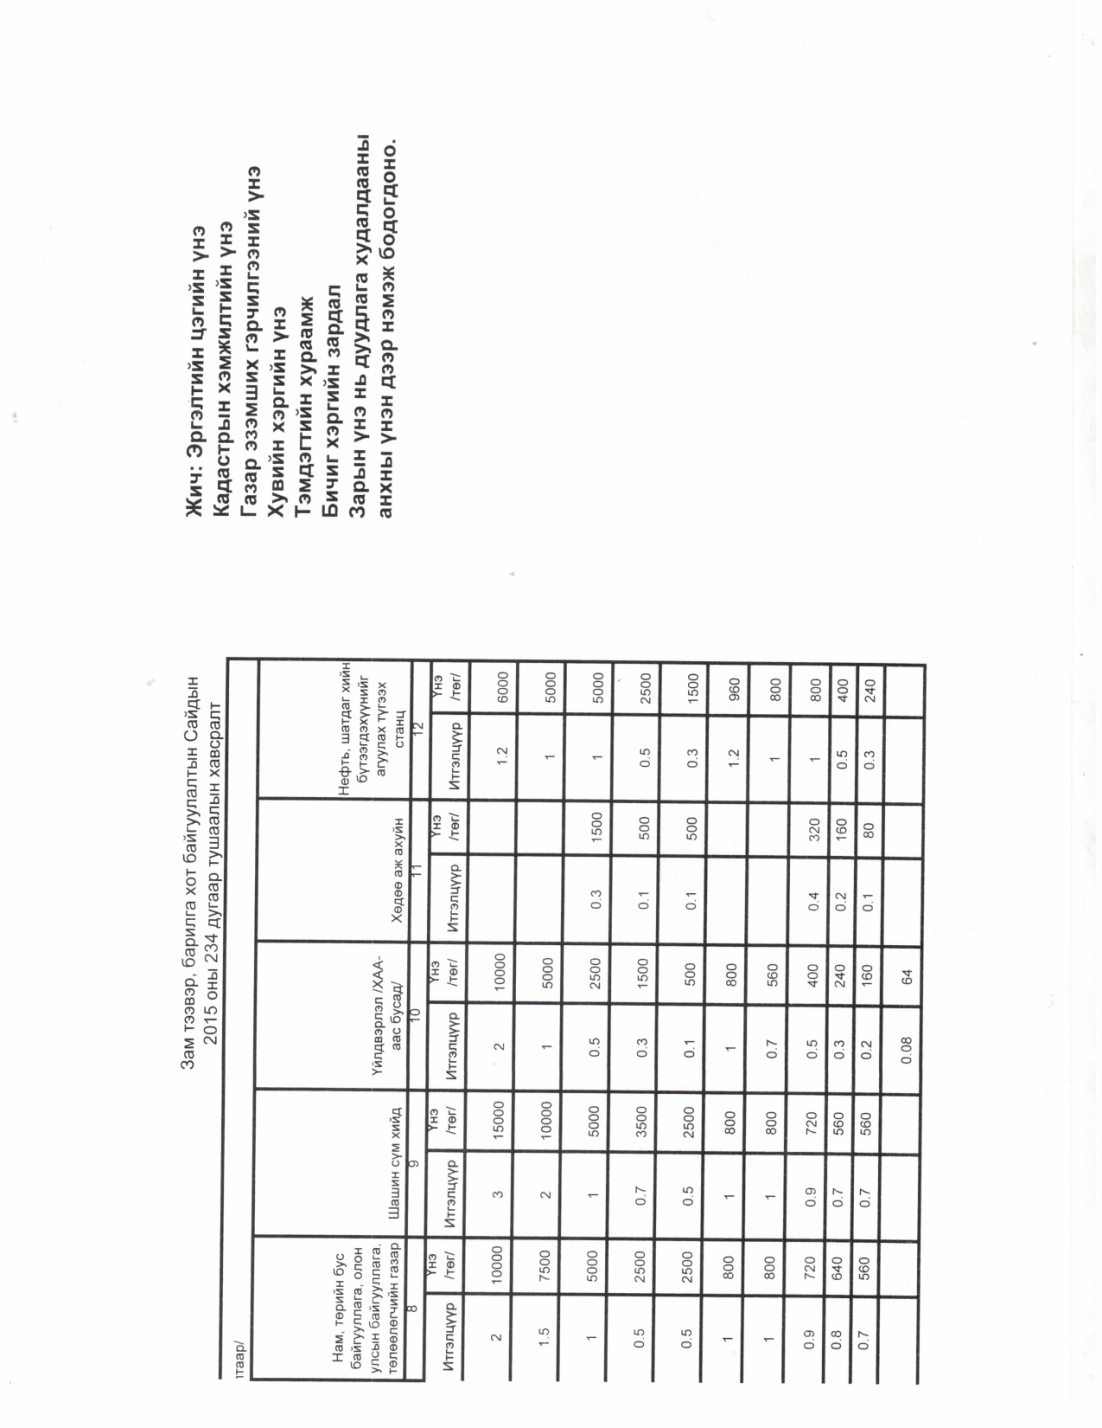 Зам тээвэр, барилга хот байгуулалтын Сайдын
2015 оны 234 дугаар тушаалын хавсралт
Нам, төрийн бус байгууллага, олон улсын байгууллага, төлөөлөгчийн газар | Шашин сүм хийд | Үйлдвэрлэл /ХАА-аас бусад/ | Хөдөө аж ахуйн | Нефть, шатдаг хийн бүтээгдэхүүнийг агуулах түгээх станц
8 | 9 | 10 | 11 | 12
Итгэлцүүр | Үнэ /төг/ | Итгэлцүүр | Үнэ /төг/ | Итгэлцүүр | Үнэ /төг/ | Итгэлцүүр | Үнэ /төг/ | Итгэлцүүр | Үнэ /төг/
2 | 10000 | 3 | 15000 | 2 | 10000 | | | 1.2 | 6000
1.5 | 7500 | 2 | 10000 | 1 | 5000 | | | 1 | 5000
1 | 5000 | 1 | 5000 | 0.5 | 2500 | 0.3 | 1500 | 1 | 5000
0.5 | 2500 | 0.7 | 3500 | 0.3 | 1500 | 0.1 | 500 | 0.5 | 2500
0.5 | 2500 | 0.5 | 2500 | 0.1 | 500 | 0.1 | 500 | 0.3 | 1500
1 | 800 | 1 | 800 | 1 | 800 | | | 1.2 | 960
1 | 800 | 1 | 800 | 0.7 | 560 | | | 1 | 800
0.9 | 720 | 0.9 | 720 | 0.5 | 400 | 0.4 | 320 | 1 | 800
0.8 | 640 | 0.7 | 560 | 0.3 | 240 | 0.2 | 160 | 0.5 | 400
0.7 | 560 | 0.7 | 560 | 0.2 | 160 | 0.1 | 80 | 0.3 | 240
| | | | 0.08 | 64 | | | |
Жич: Эргэлтийн цэгийн үнэ
Кадастрын хэмжилтийн үнэ
Газар эзэмших гэрчилгээний үнэ
Хувийн хэргийн үнэ
Тэмдэгтийн хураамж
Бичиг хэргийн зардал
Зарын үнэ нь дуудлага худалдааны
анхны үнэн дээр нэмэж бодогдоно.